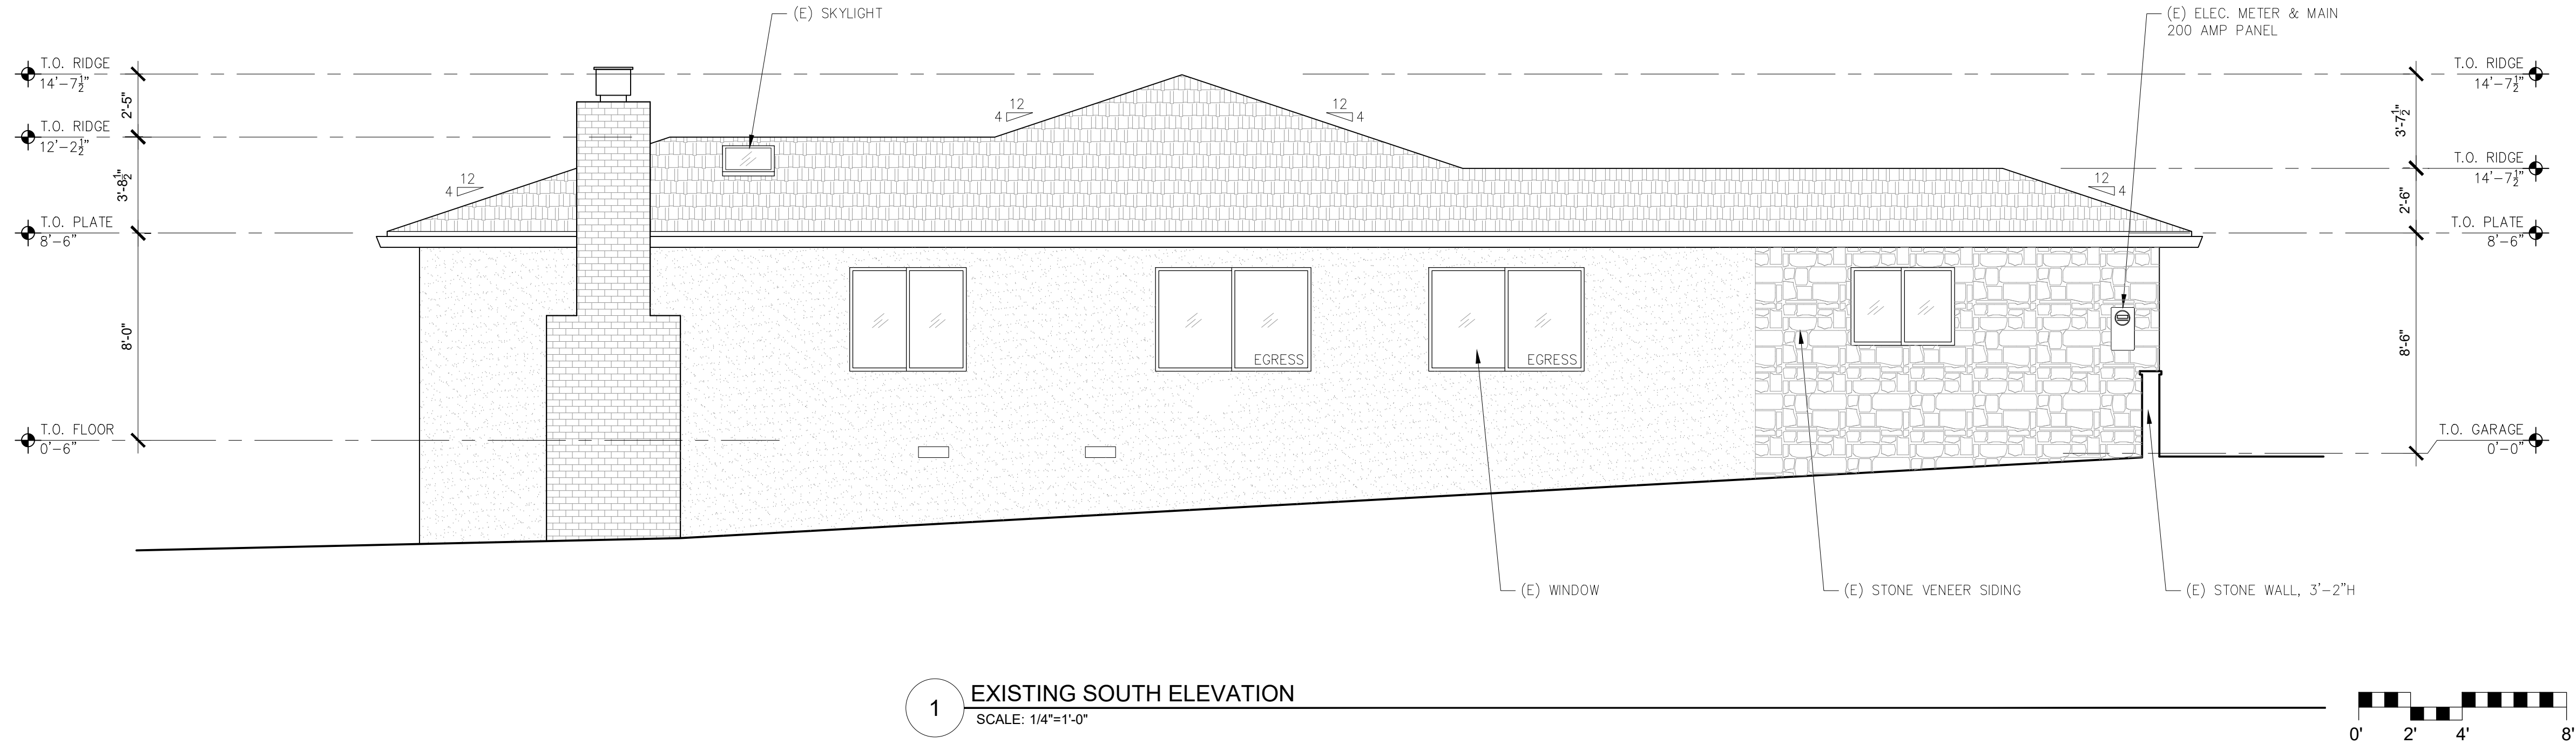 (E) SKYLIGHT
(E) ELEC. METER & MAIN
200 AMP PANEL
T.O. RIDGE
14'-7½"
2'-5"
T.O. RIDGE
12'-2½"
3'-8½"
T.O. PLATE
8'-6"
8'-0"
T.O. FLOOR
0'-6"
12
4
12
4
12
4
12
4
T.O. RIDGE
14'-7½"
3'-7½"
T.O. RIDGE
14'-7½"
2'-6"
T.O. PLATE
8'-6"
8'-6"
T.O. GARAGE
0'-0"
EGRESS
EGRESS
(E) WINDOW
(E) STONE VENEER SIDING
(E) STONE WALL, 3'-2"H
1
EXISTING SOUTH ELEVATION
SCALE: 1/4"=1'-0"
0' 2' 4' 8'